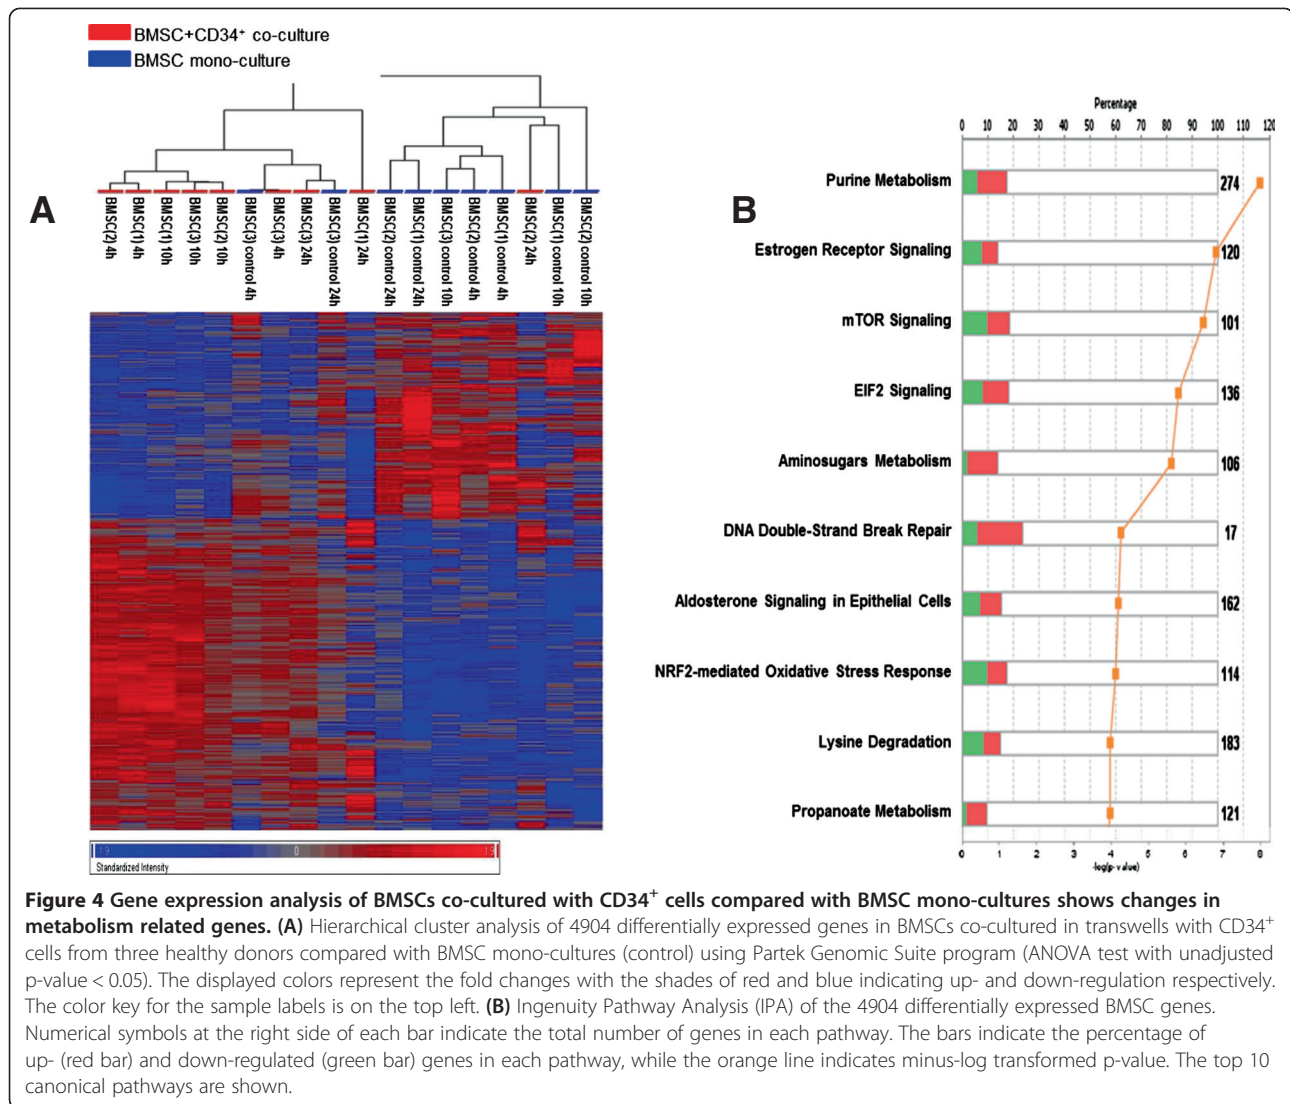 BMSC+CD34⁺ co-culture
BMSC mono-culture
A
BMSC(2) 4h
BMSC(1) 4h
BMSC(1) 10h
BMSC(3) 10h
BMSC(2) 10h
BMSC(3) control 4h
BMSC(3) 4h
BMSC(3) 24h
BMSC(3) control 24h
BMSC(1) 24h
BMSC(2) control 24h
BMSC(1) control 24h
BMSC(3) control 10h
BMSC(2) control 4h
BMSC(1) control 4h
BMSC(2) 24h
BMSC(1) control 10h
BMSC(2) control 10h
0
Standardized Intensity
B
Percentage
0 10 20 30 40 50 60 70 80 90 100 110 120
Purine Metabolism 274
Estrogen Receptor Signaling 120
mTOR Signaling 101
EIF2 Signaling 136
Aminosugars Metabolism 106
DNA Double-Strand Break Repair 17
Aldosterone Signaling in Epithelial Cells 162
NRF2-mediated Oxidative Stress Response 114
Lysine Degradation 183
Propanoate Metabolism 121
0 1 2 3 4 5 6 7 8
-log(p-value)
Figure 4 Gene expression analysis of BMSCs co-cultured with CD34⁺ cells compared with BMSC mono-cultures shows changes in
metabolism related genes. (A) Hierarchical cluster analysis of 4904 differentially expressed genes in BMSCs co-cultured in transwells with CD34⁺
cells from three healthy donors compared with BMSC mono-cultures (control) using Partek Genomic Suite program (ANOVA test with unadjusted
p-value < 0.05). The displayed colors represent the fold changes with the shades of red and blue indicating up- and down-regulation respectively.
The color key for the sample labels is on the top left. (B) Ingenuity Pathway Analysis (IPA) of the 4904 differentially expressed BMSC genes.
Numerical symbols at the right side of each bar indicate the total number of genes in each pathway. The bars indicate the percentage of
up- (red bar) and down-regulated (green bar) genes in each pathway, while the orange line indicates minus-log transformed p-value. The top 10
canonical pathways are shown.